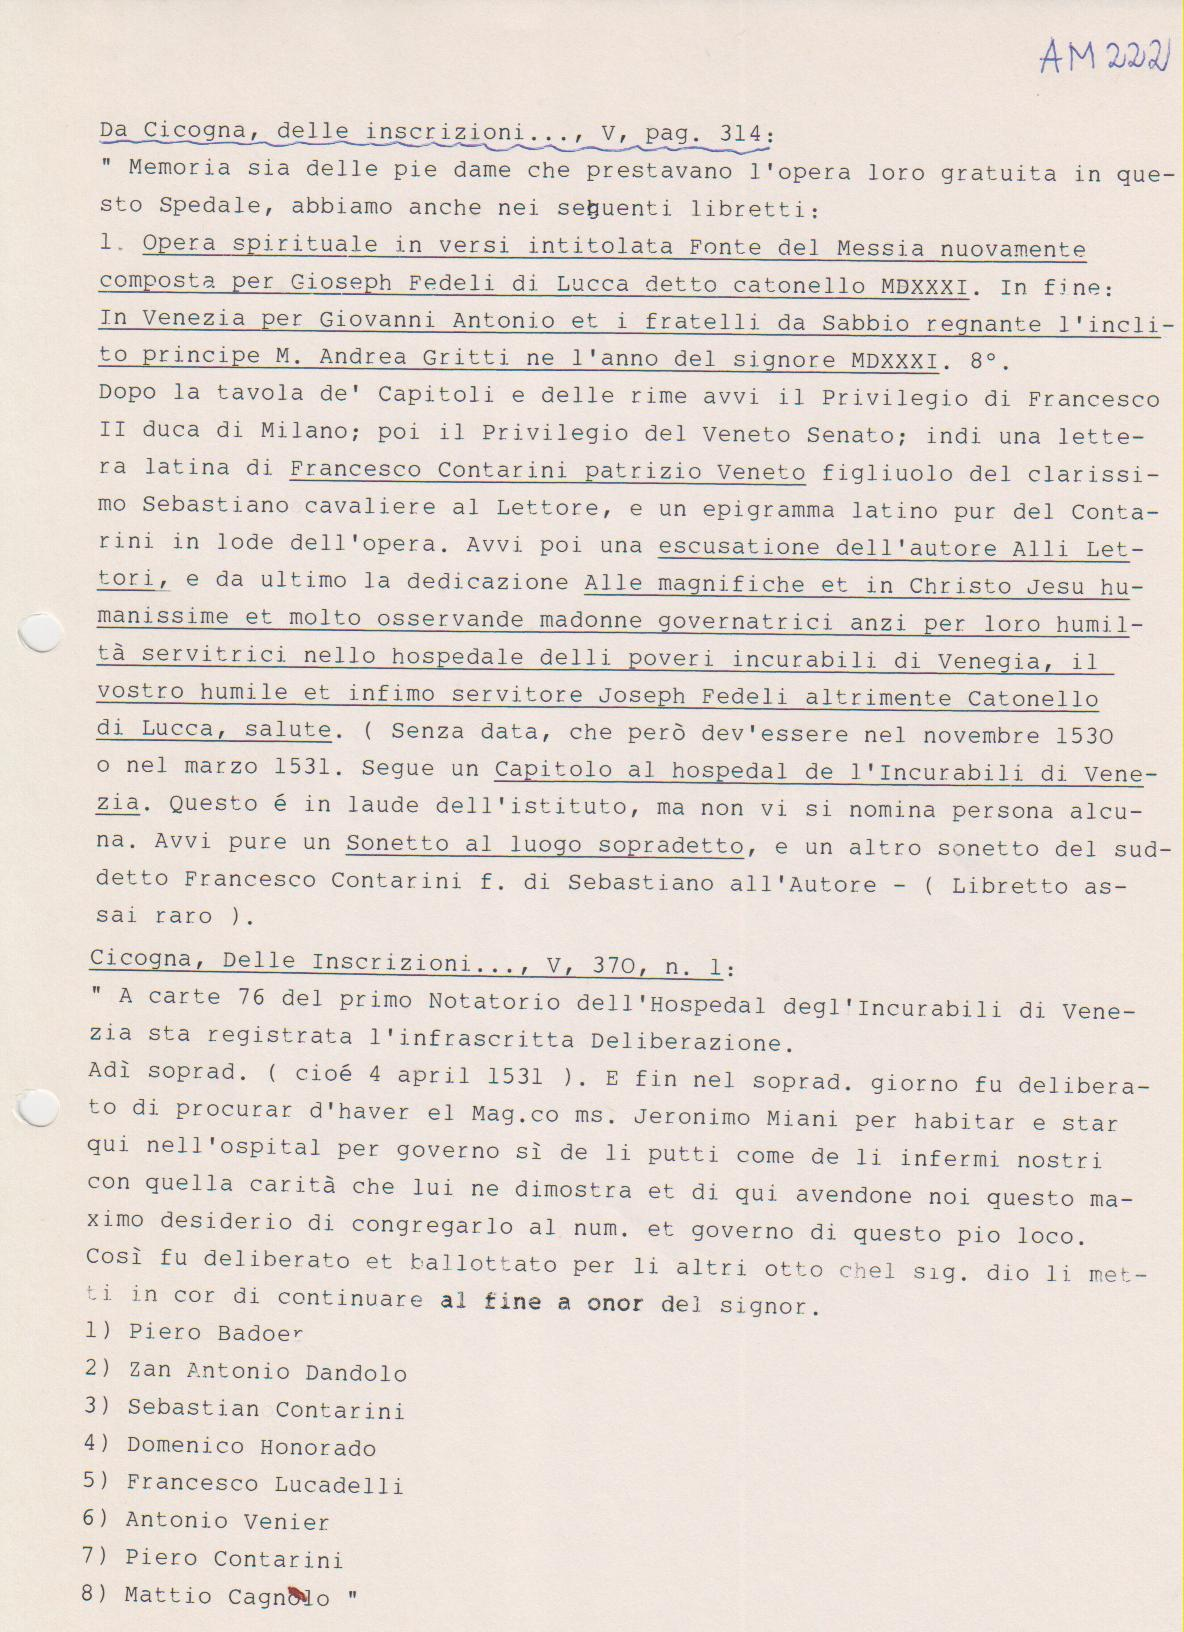 AM 222
Da Cicogna, delle inscrizioni..., V, pag. 314:
" Memoria sia delle pie dame che prestavano l'opera loro gratuita in que-
sto Spedale, abbiamo anche nei seguenti libretti:
1. Opera spirituale in versi intitolata Fonte del Messia nuovamente
composta per Gioseph Fedeli di Lucca detto catonello MDXXXI. In fine:
In Venezia per Giovanni Antonio et i fratelli da Sabbio regnante l'incli-
to principe M. Andrea Gritti ne l'anno del signore MDXXXI. 8°.
Dopo la tavola de' Capitoli e delle rime avvi il Privilegio di Francesco
II duca di Milano; poi il Privilegio del Veneto Senato; indi una lette-
ra latina di Francesco Contarini patrizio Veneto figliuolo del clarissi-
mo Sebastiano cavaliere al Lettore, e un epigramma latino pur del Conta-
rini in lode dell'opera. Avvi poi una escusatione dell'autore Alli Let-
tori, e da ultimo la dedicazione Alle magnifiche et in Christo Jesu hu-
manissime et molto osservande madonne governatrici anzi per loro humil-
tà servitrici nello hospedale delli poveri incurabili di Venegia, il
vostro humile et infimo servitore Joseph Fedeli altrimente Catonello
di Lucca, salute. ( Senza data, che però dev'essere nel novembre 1530
o nel marzo 1531. Segue un Capitolo al hospedal de l'Incurabili di Vene-
zia. Questo é in laude dell'istituto, ma non vi si nomina persona alcu-
na. Avvi pure un Sonetto al luogo sopradetto, e un altro sonetto del sud-
detto Francesco Contarini f. di Sebastiano all'Autore - ( Libretto as-
sai raro ).
Cicogna, Delle Inscrizioni..., V, 370, n. 1:
" A carte 76 del primo Notatorio dell'Hospedal degl'Incurabili di Vene-
zia sta registrata l'infrascritta Deliberazione.
Adì soprad. ( cioé 4 april 1531 ). E fin nel soprad. giorno fu delibera-
to di procurar d'haver el Mag.co ms. Jeronimo Miani per habitar e star
qui nell'ospital per governo sì de li putti come de li infermi nostri
con quella carità che lui ne dimostra et di qui avendone noi questo ma-
ximo desiderio di congregarlo al num. et governo di questo pio loco.
Così fu deliberato et ballottato per li altri otto chel sig. dio li met-
ti in cor di continuare al fine a onor del signor.
1) Piero Badoer
2) Zan Antonio Dandolo
3) Sebastian Contarini
4) Domenico Honorado
5) Francesco Lucadelli
6) Antonio Venier
7) Piero Contarini
8) Mattio Cagnolo "